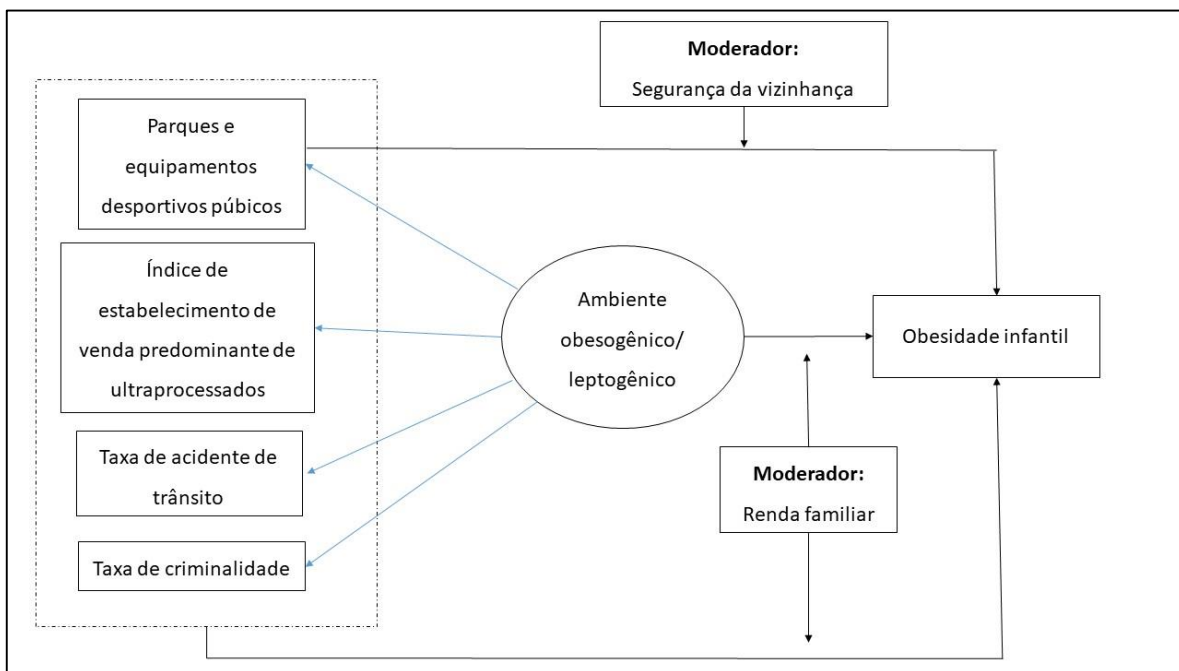 Moderador:
Segurança da vizinhança
Parques e
equipamentos
desportivos púbicos
Índice de
estabelecimento de
venda predominante de
ultraprocessados
Taxa de acidente de
trânsito
Taxa de criminalidade
Ambiente
obesogênico/
leptogênico
Obesidade infantil
Moderador:
Renda familiar